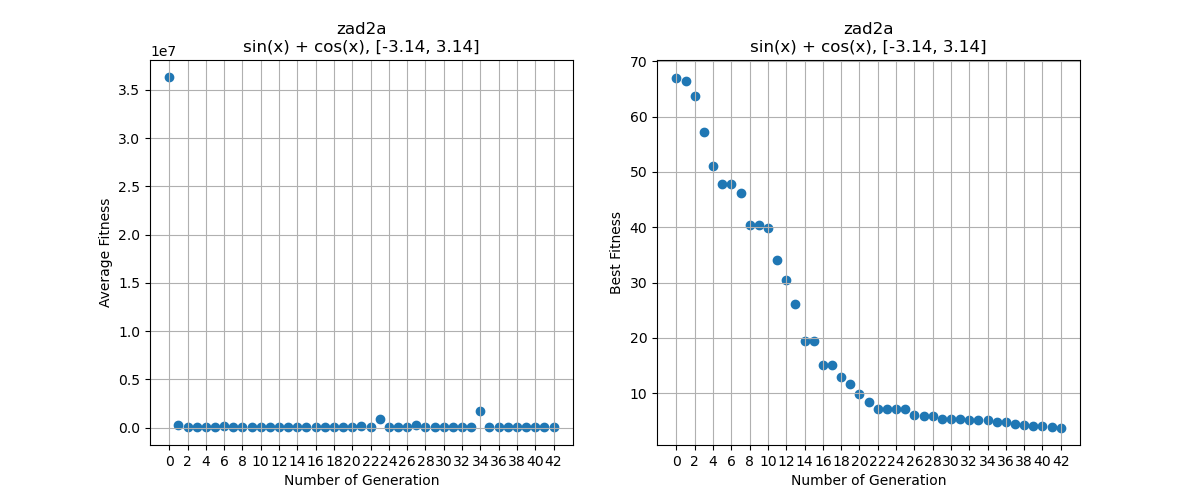 zad2a
sin(x) + cos(x), [-3.14, 3.14]
1e7
3.5
3.0
2.5
2.0
1.5
1.0
0.5
0.0
Average Fitness
0 2 4 6 8 10 12 14 16 18 20 22 24 26 28 30 32 34 36 38 40 42
Number of Generation
zad2a
sin(x) + cos(x), [-3.14, 3.14]
70
60
50
40
30
20
10
Best Fitness
0 2 4 6 8 10 12 14 16 18 20 22 24 26 28 30 32 34 36 38 40 42
Number of Generation